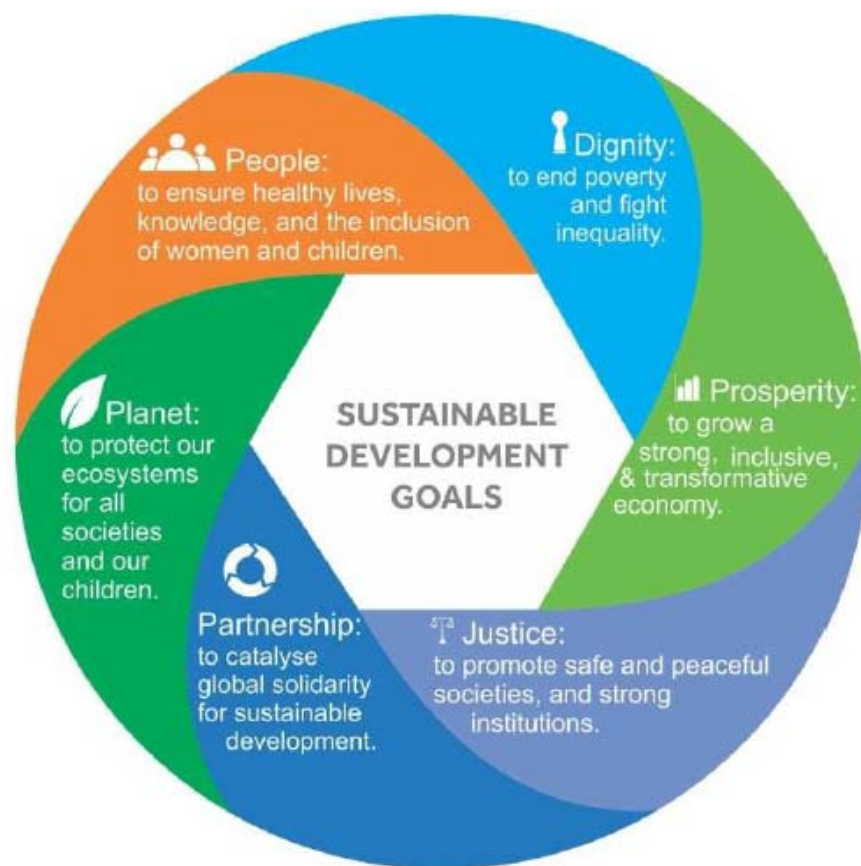 People:
to ensure healthy lives,
knowledge, and the inclusion
of women and children.
Dignity:
to end poverty
and fight
inequality.
Prosperity:
to grow a
strong, inclusive,
& transformative
economy.
Justice:
to promote safe and peaceful
societies, and strong
institutions.
Partnership:
to catalyse
global solidarity
for sustainable
development.
Planet:
to protect our
ecosystems
for all
societies
and our
children.
SUSTAINABLE
DEVELOPMENT
GOALS